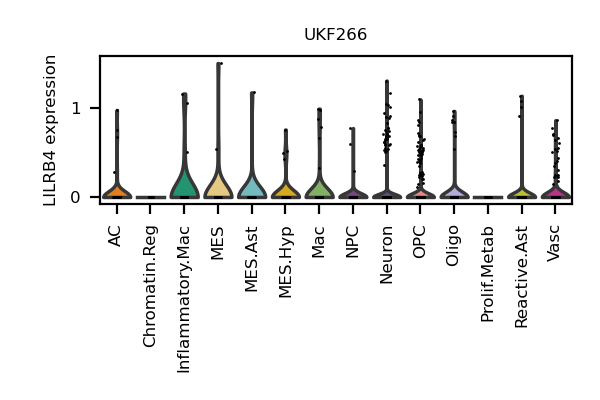 UKF266
LILRB4 expression
1
0
AC
Chromatin.Reg
Inflammatory.Mac
MES
MES.Ast
MES.Hyp
Mac
NPC
Neuron
OPC
Oligo
Prolif.Metab
Reactive.Ast
Vasc